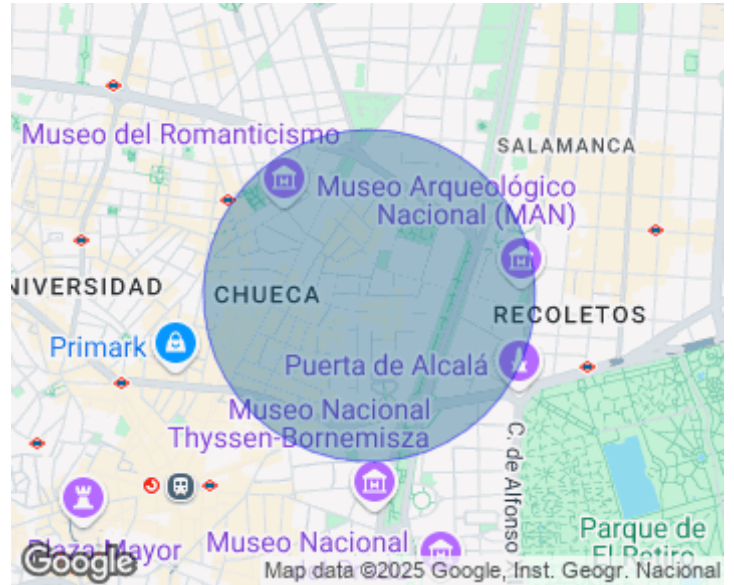 Museo del Romanticismo
SALAMANCA
Museo Arqueológico
Nacional (MAN)
NIVERSIDAD
CHUECA
RECOLETOS
Primark
Puerta de Alcalá
Museo Nacional
Thyssen-Bornemisza
C. de Alfonso
Plaza Mayor
Museo Nacional
Parque de
El Retiro
Google
Map data ©2025 Google, Inst. Geogr. Nacional